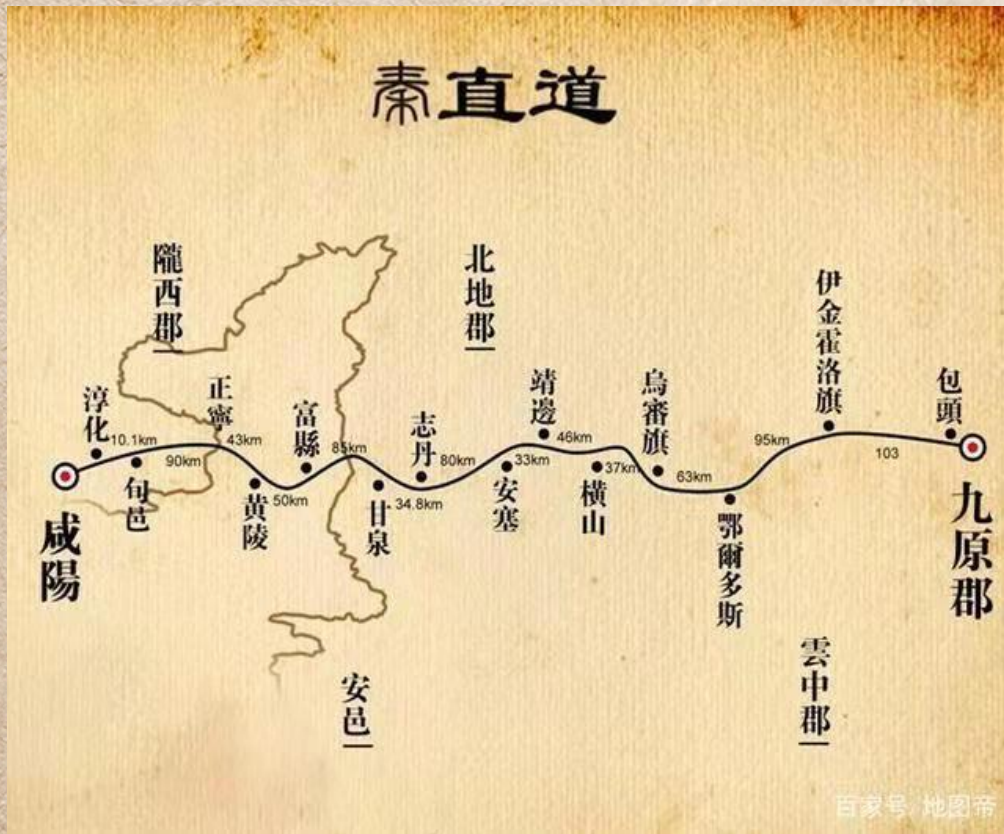 秦直道
隴西郡
北地郡
伊金霍洛旗
淳化
正寧
富縣
志丹
靖邊
烏審旗
包頭
10.1km
90km
43km
50km
85km
34.8km
80km
33km
46km
37km
63km
95km
103
咸陽
旬邑
黄陵
甘泉
安塞
横山
鄂爾多斯
九原郡
安邑
雲中郡
百家号/地图帝